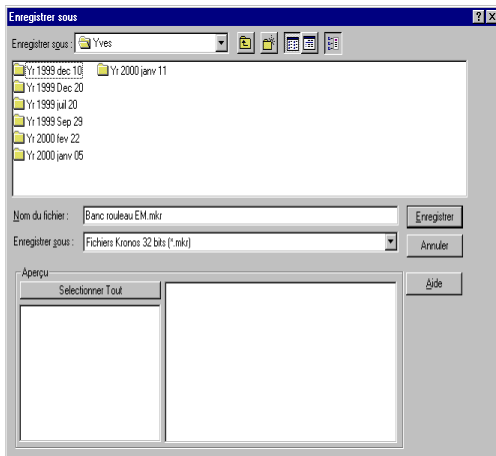 Enregistrer sous
Enregistrer sous : Yves
Yr 1999 dec 10 Yr 2000 janv 11
Yr 1999 Dec 20
Yr 1999 juil 20
Yr 1999 Sep 29
Yr 2000 fev 22
Yr 2000 janv 05
Nom du fichier : Banc rouleau EM.mkr Enregistrer
Enregistrer sous : Fichiers Kronos 32 bits (*.mkr) Annuler
Aperçu Aide
Selectionner Tout